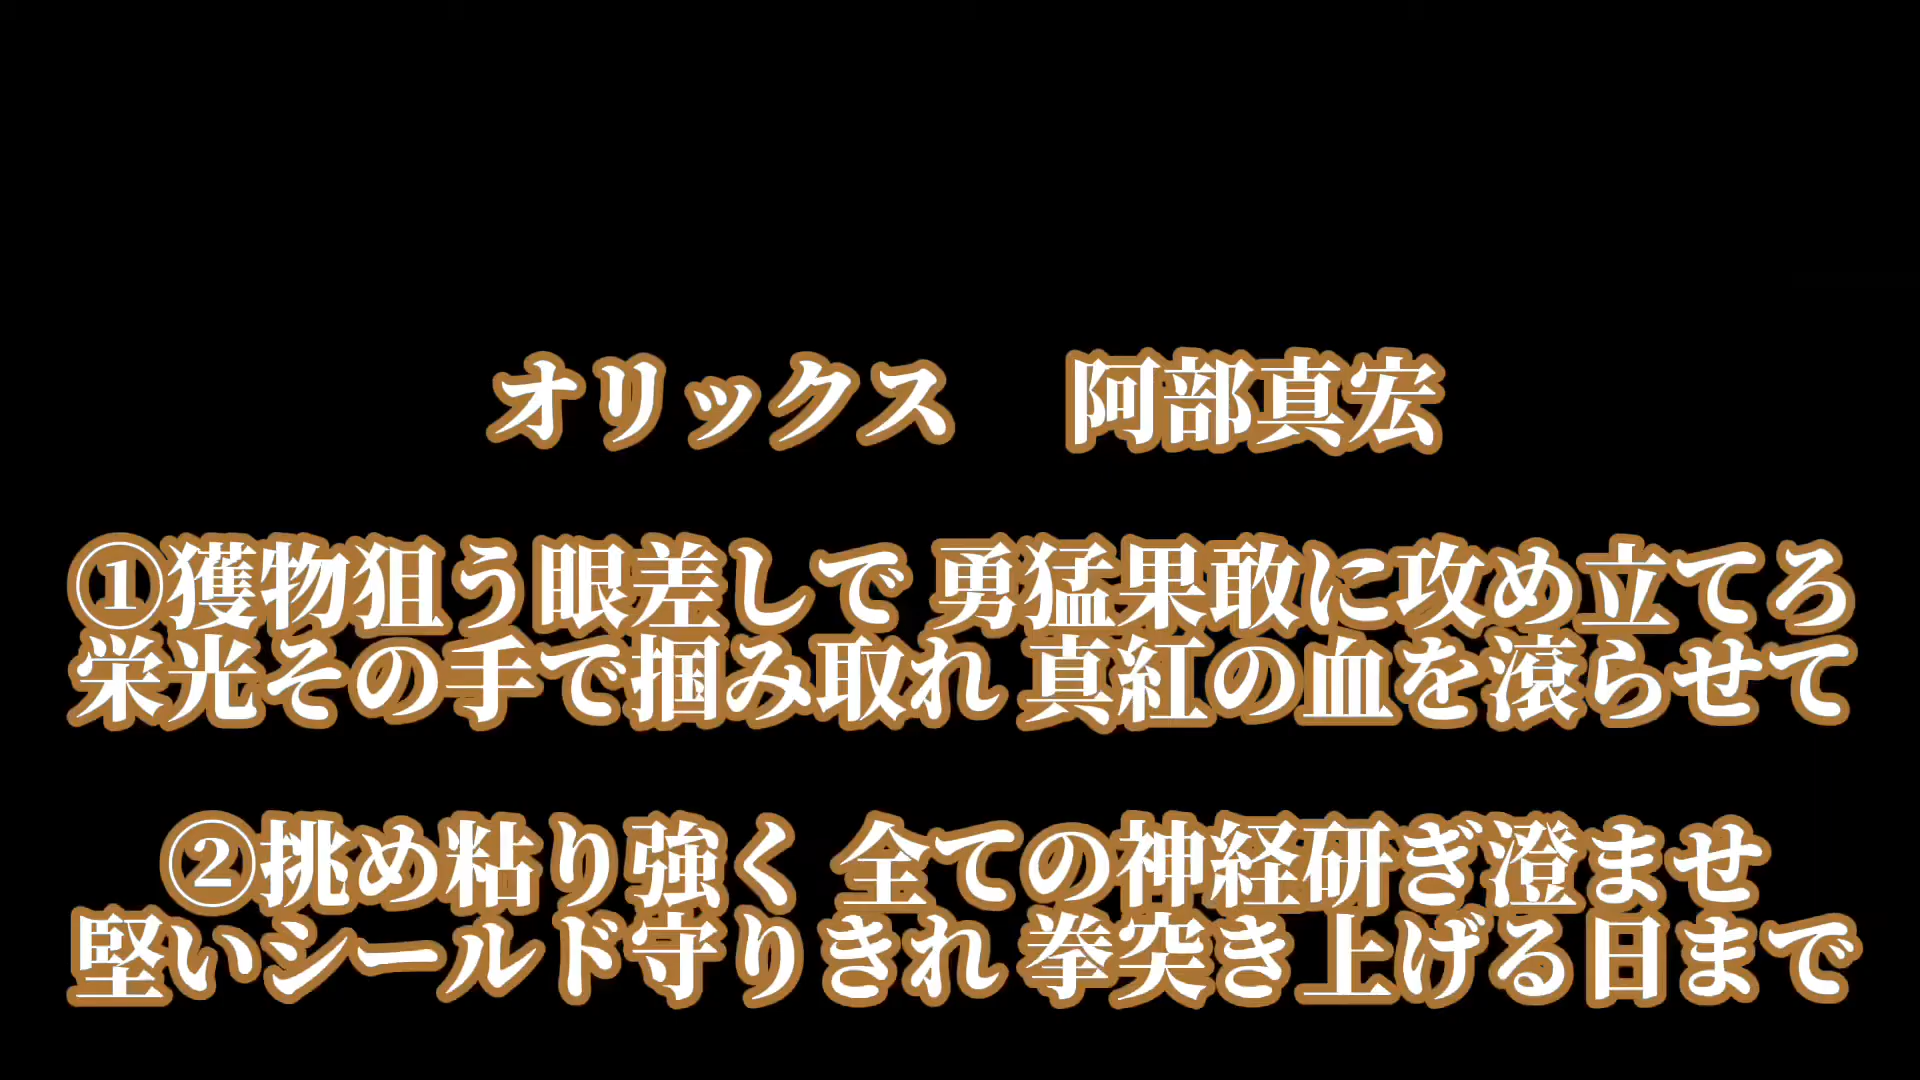 オリックス　阿部真宏
①獲物狙う眼差しで 勇猛果敢に攻め立てろ
栄光その手で掴み取れ 真紅の血を滾らせて
②挑め粘り強く 全ての神経研ぎ澄ませ
堅いシールド守りきれ 拳突き上げる日まで